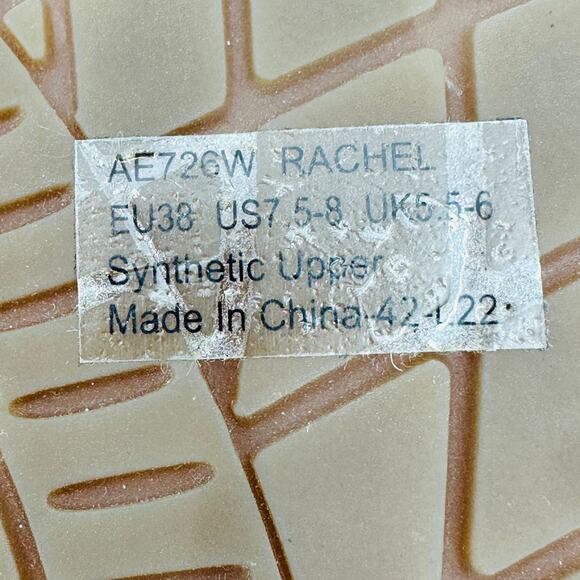 AE726W RACHEL
EU38 US7.5-8 UK5.5-6
Synthetic Upper
Made In China-42-L22